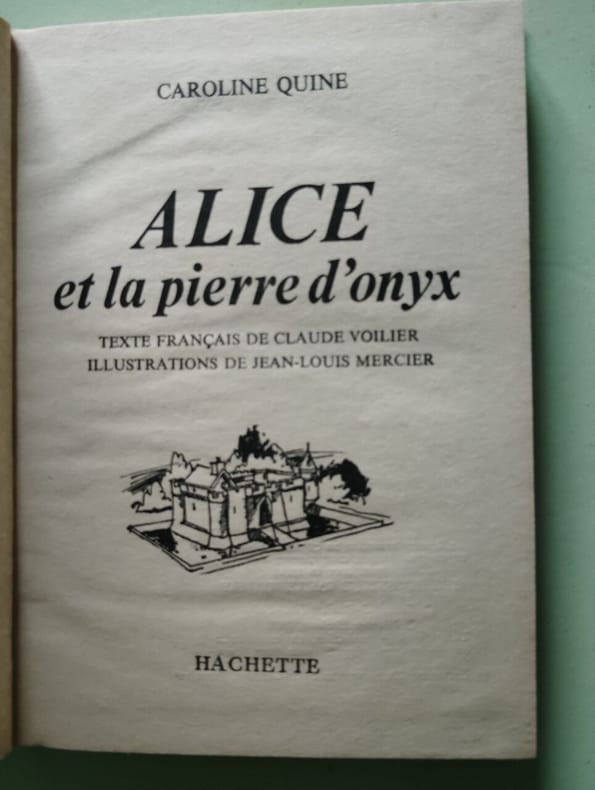 CAROLINE QUINE
ALICE
et la pierre d'onyx
TEXTE FRANÇAIS DE CLAUDE VOILIER
ILLUSTRATIONS DE JEAN-LOUIS MERCIER
HACHETTE